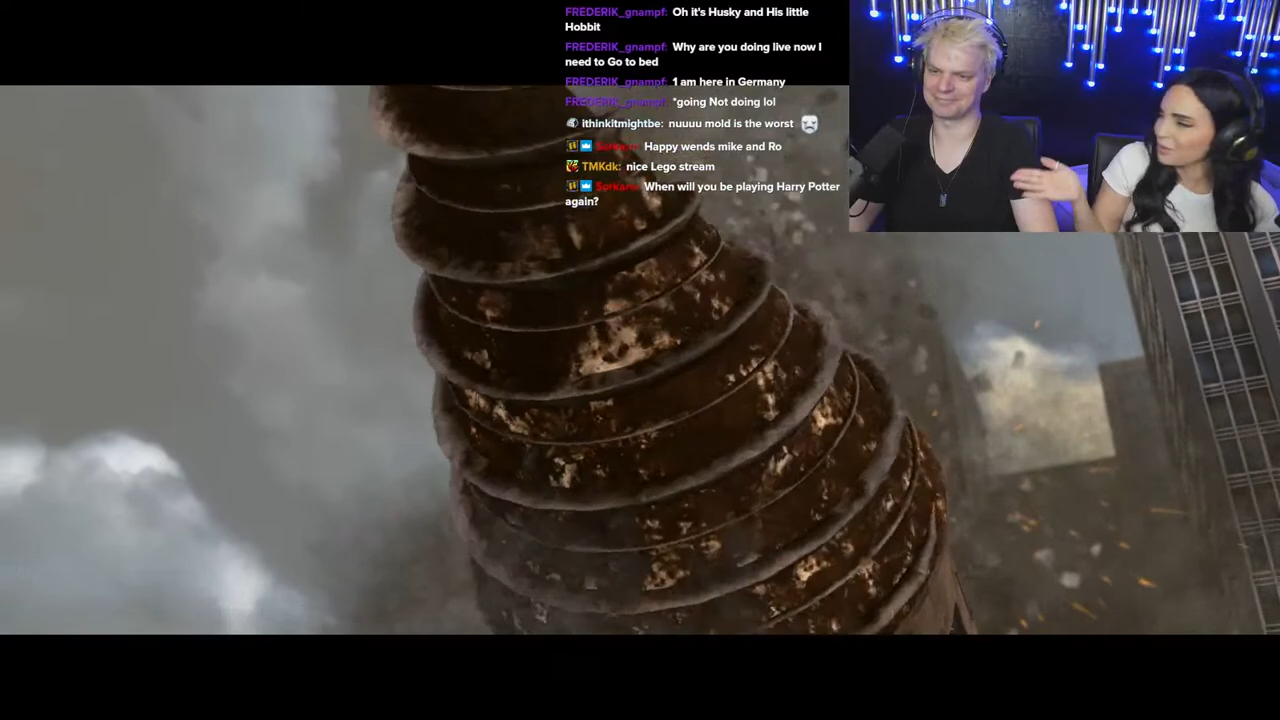 FREDERIK_gnampf: Oh it's Husky and His little
Hobbit
FREDERIK_gnampf: Why are you doing live now I
need to Go to bed
FREDERIK_gnampf: 1 am here in Germany
FREDERIK_gnampf: *going Not doing lol
ithinkitmightbe: nuuuu mold is the worst
Happy wends mike and Ro
TMKdk: nice Lego stream
When will you be playing Harry Potter
again?